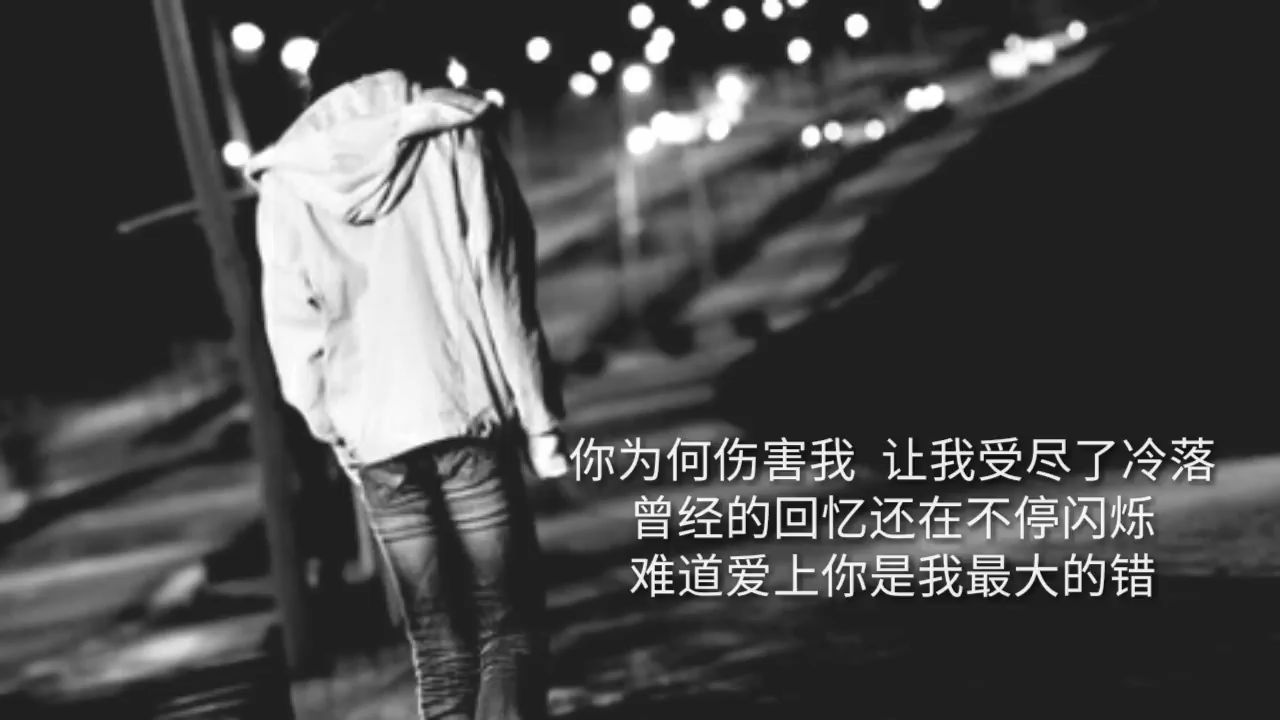 你为何伤害我 让我受尽了冷落
曾经的回忆还在不停闪烁
难道爱上你是我最大的错